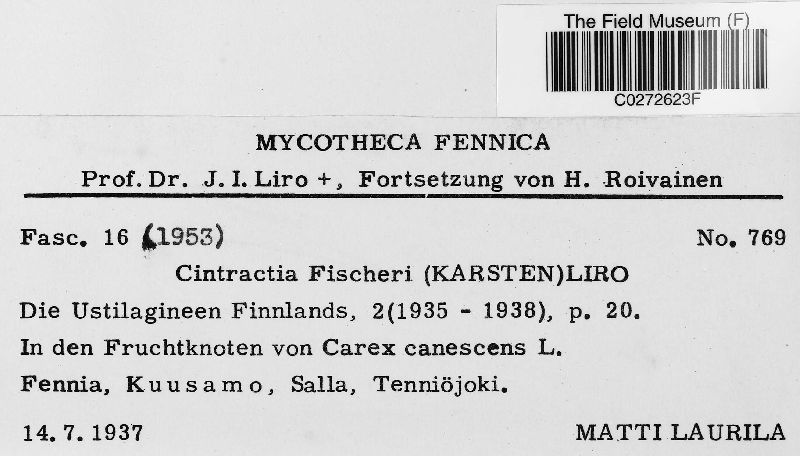 The Field Museum (F)
C0272623F
MYCOTHECA FENNICA
Prof. Dr. J. I. Liro +, Fortsetzung von H. Roivainen
Fasc. 16 (1953) No. 769
Cintractia Fischeri (KARSTEN)LIRO
Die Ustilagineen Finnlands, 2(1935 - 1938), p. 20.
In den Fruchtknoten von Carex canescens L.
Fennia, Kuusamo, Salla, Tenniöjoki.
14. 7. 1937 MATTI LAURILA